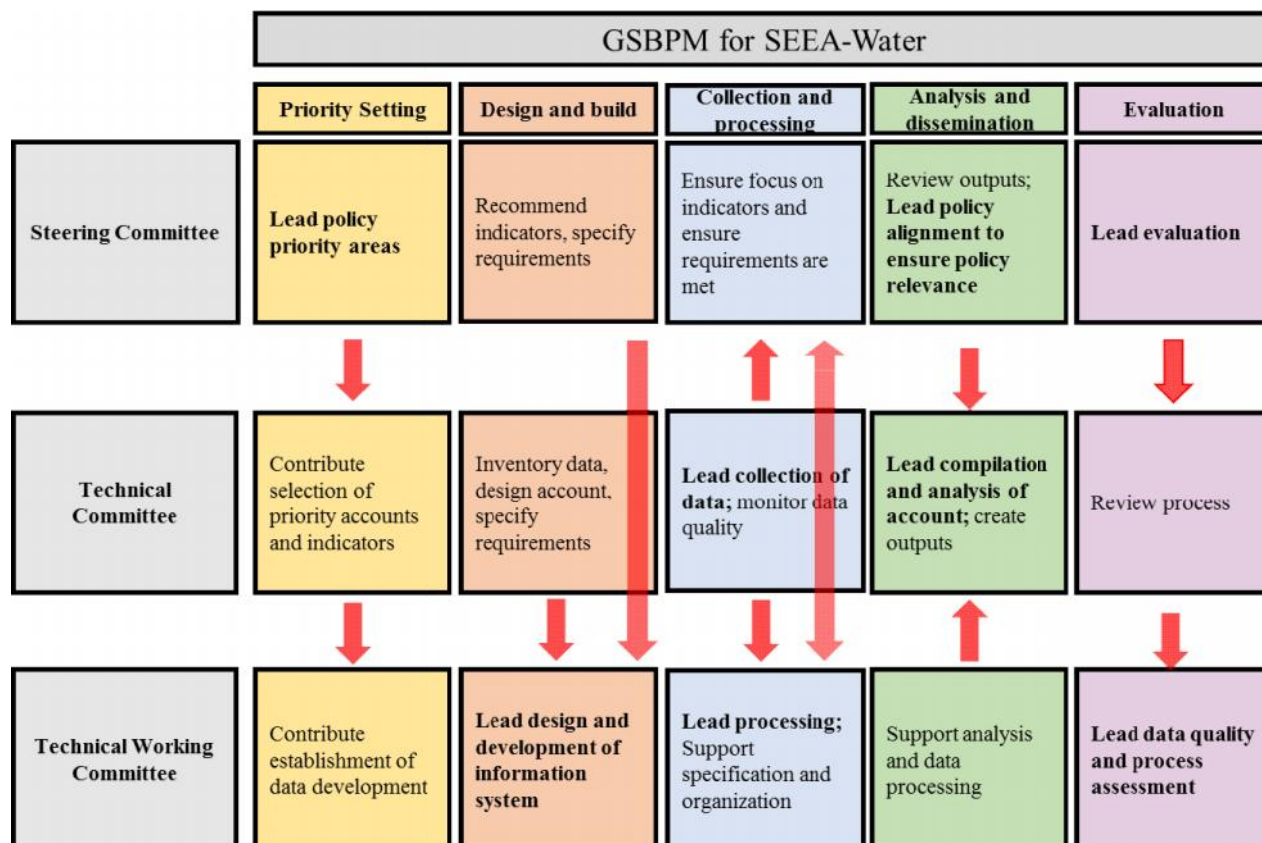 GSBPM for SEEA-Water
Priority Setting
Design and build
Collection and
processing
Analysis and
dissemination
Evaluation
Steering Committee
Lead policy
priority areas
Recommend
indicators, specify
requirements
Ensure focus on
indicators and
ensure
requirements are
met
Review outputs;
Lead policy
alignment to
ensure policy
relevance
Lead evaluation
Technical
Committee
Contribute
selection of
priority accounts
and indicators
Inventory data,
design account,
specify
requirements
Lead collection of
data; monitor data
quality
Lead compilation
and analysis of
account; create
outputs
Review process
Technical Working
Committee
Contribute
establishment of
data development
Lead design and
development of
information
system
Lead processing;
Support
specification and
organization
Support analysis
and data
processing
Lead data quality
and process
assessment